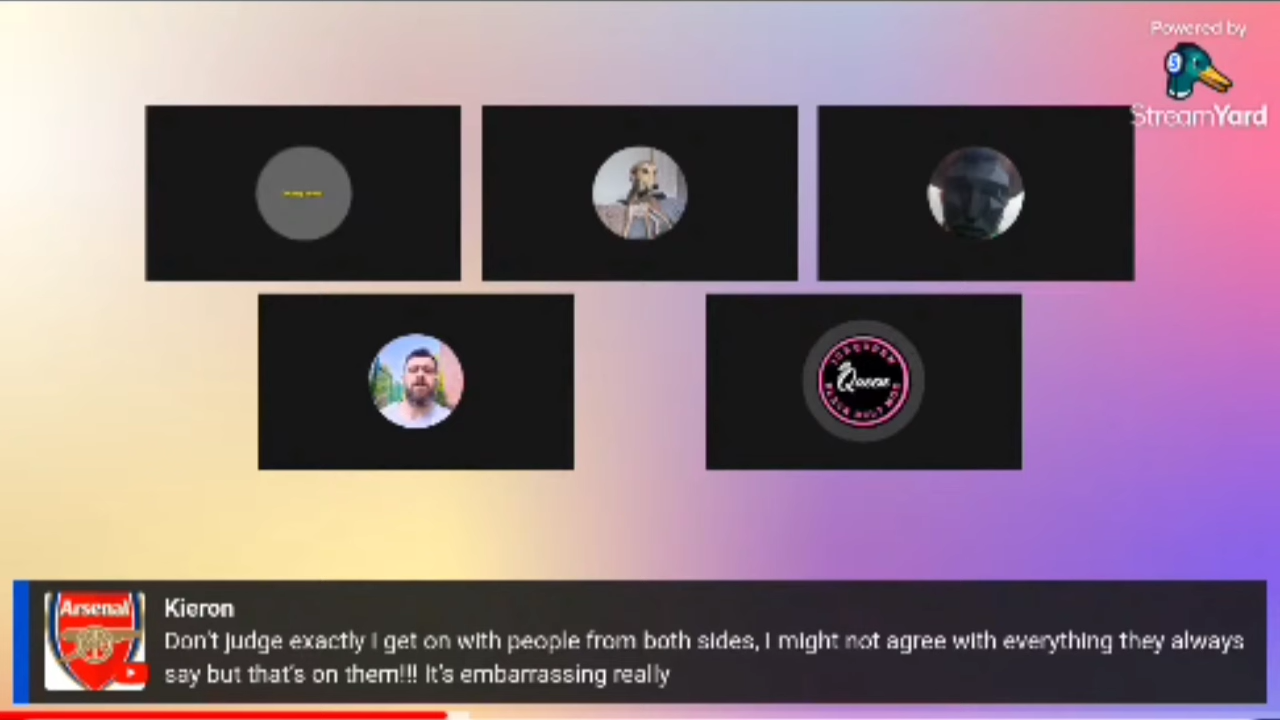 Powered by
StreamYard
Queen
Arsenal
Kieron
Don't judge exactly I get on with people from both sides, I might not agree with everything they always
say but that's on them!!! It's embarrassing really